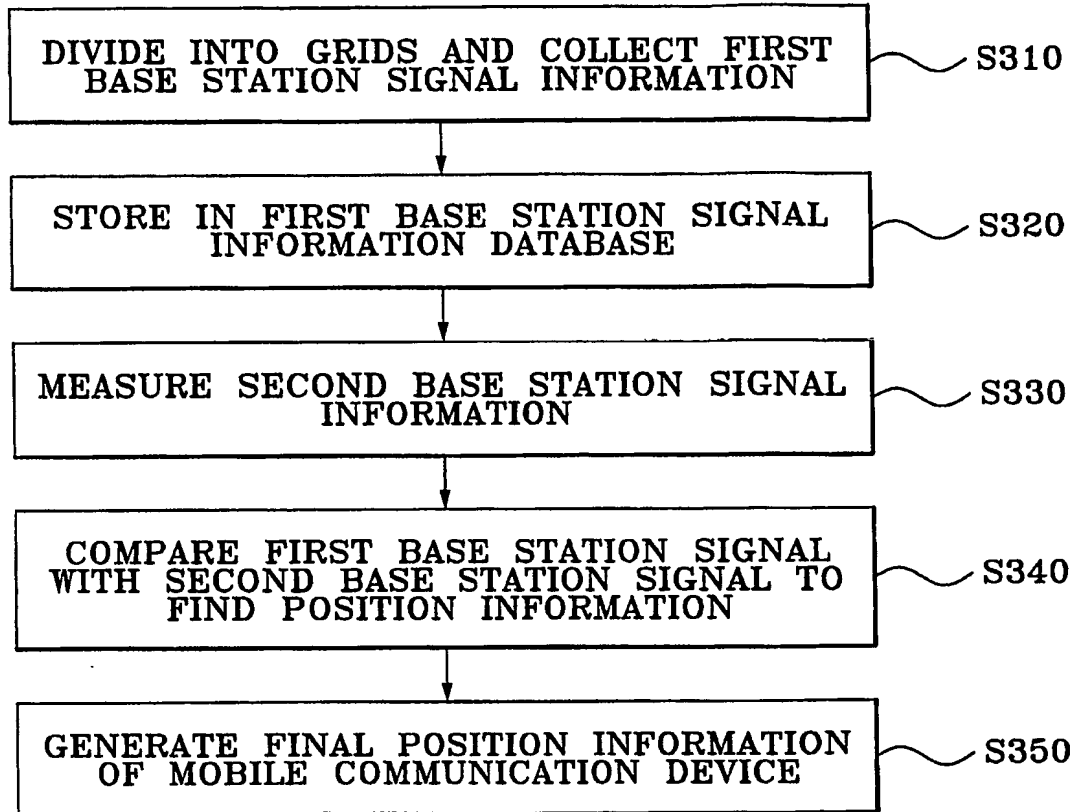 DIVIDE INTO GRIDS AND COLLECT FIRST
BASE STATION SIGNAL INFORMATION
S310
STORE IN FIRST BASE STATION SIGNAL
INFORMATION DATABASE
S320
MEASURE SECOND BASE STATION SIGNAL
INFORMATION
S330
COMPARE FIRST BASE STATION SIGNAL
WITH SECOND BASE STATION SIGNAL TO
FIND POSITION INFORMATION
S340
GENERATE FINAL POSITION INFORMATION
OF MOBILE COMMUNICATION DEVICE
S350